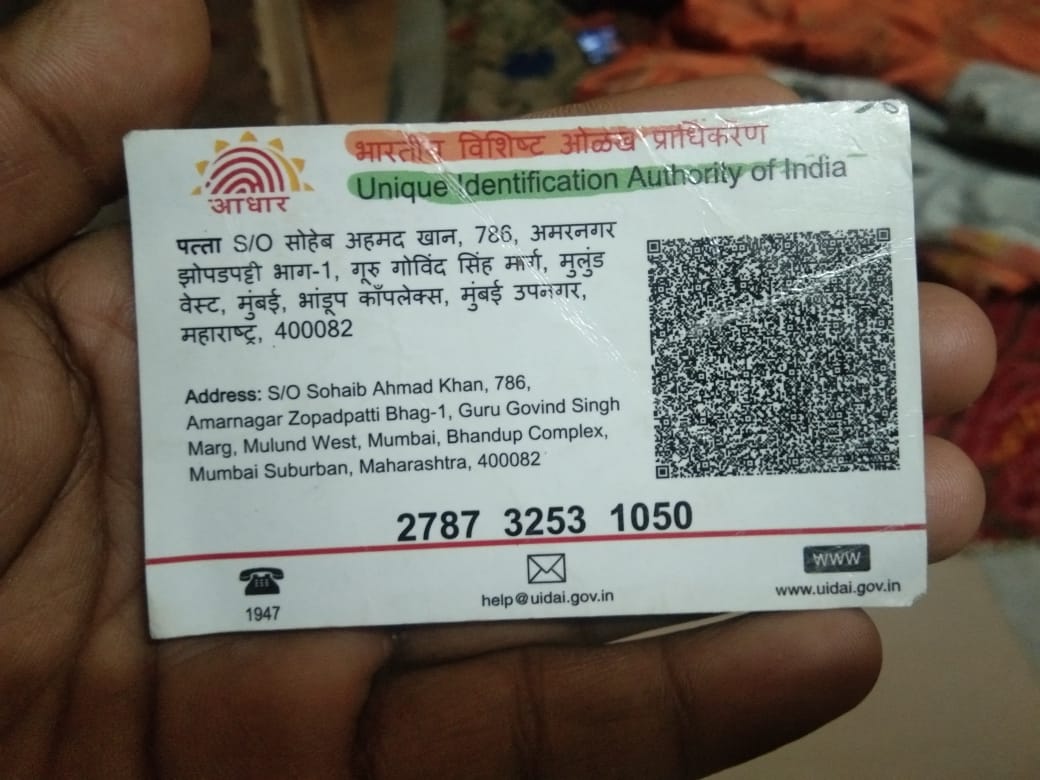 भारतीय विशिष्ट ओळख प्राधिकरण
Unique Identification Authority of India
आधार
पत्ता S/O सोहेब अहमद खान, 786, अमरनगर
झोपडपट्टी भाग-1, गूरू गोविंद सिंह मार्ग, मुलुंड
वेस्ट, मुंबई, भांडूप कॉंपलेक्स, मुंबई उपनगर,
महाराष्ट्र, 400082
Address: S/O Sohaib Ahmad Khan, 786,
Amarnagar Zopadpatti Bhag-1, Guru Govind Singh
Marg, Mulund West, Mumbai, Bhandup Complex,
Mumbai Suburban, Maharashtra, 400082
2787 3253 1050
1947
help@uidai.gov.in
www
www.uidai.gov.in